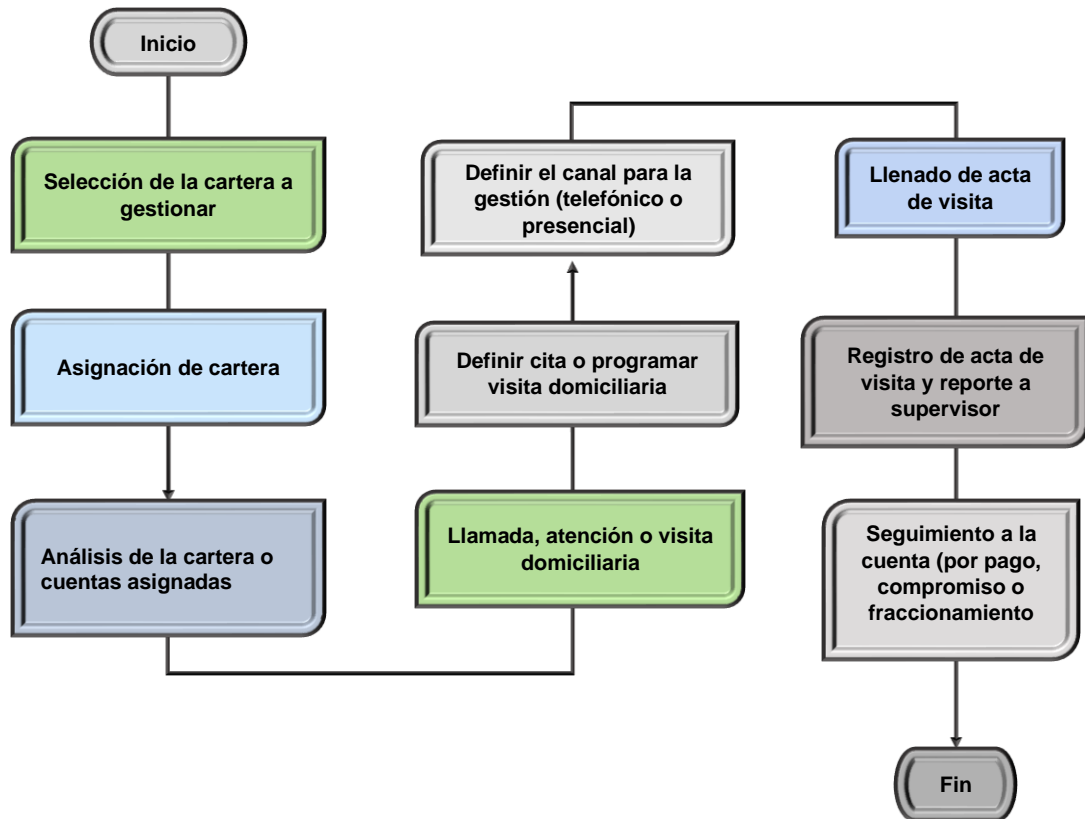 Inicio
Selección de la cartera a
gestionar
Asignación de cartera
Análisis de la cartera o
cuentas asignadas
Definir el canal para la
gestión (telefónico o
presencial)
Definir cita o programar
visita domiciliaria
Llamada, atención o visita
domiciliaria
Llenado de acta
de visita
Registro de acta de
visita y reporte a
supervisor
Seguimiento a la
cuenta (por pago,
compromiso o
fraccionamiento
Fin